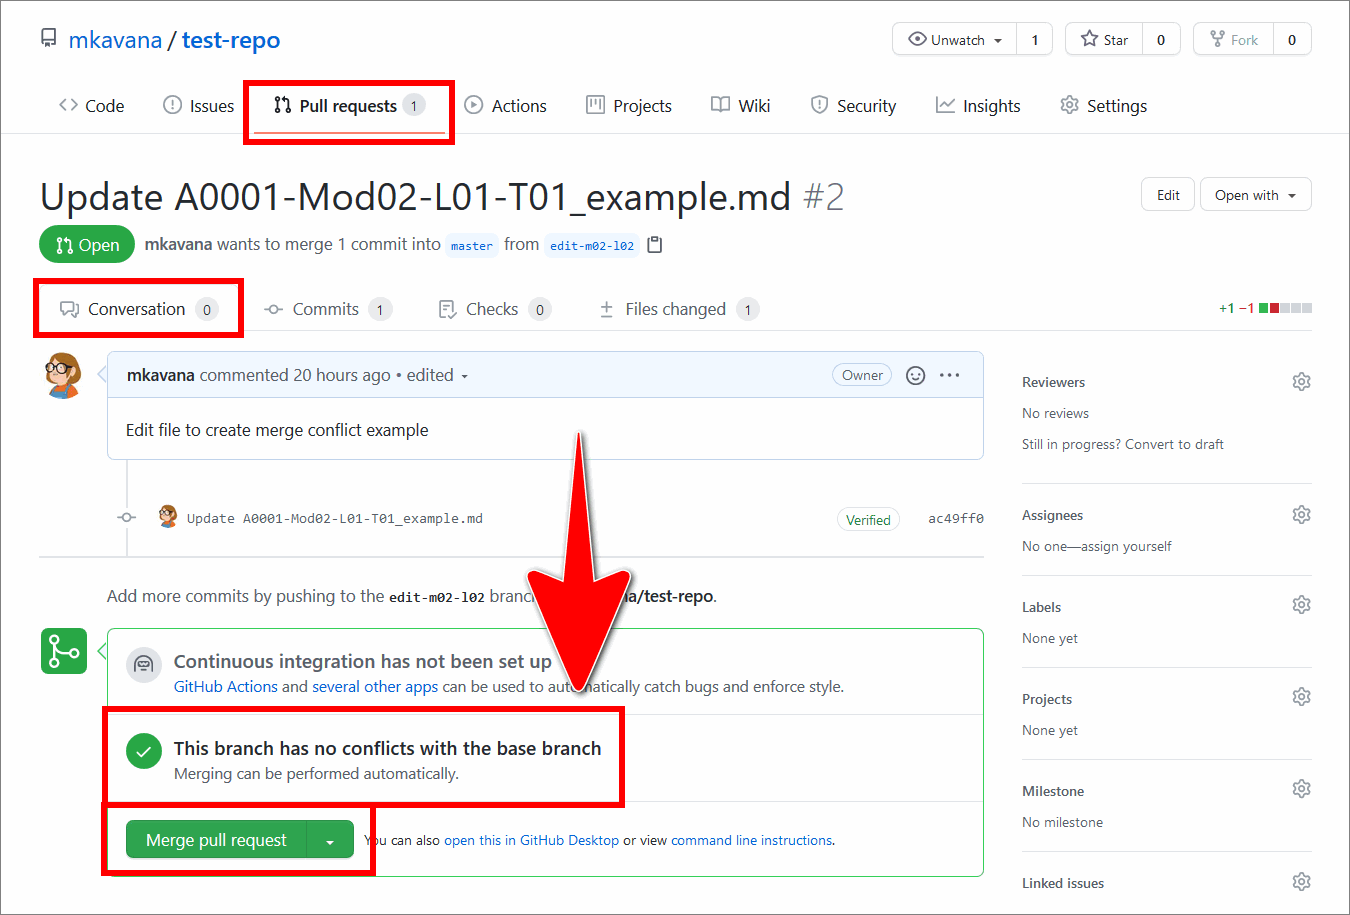 mkavana / test-repo
Unwatch 1 Star 0 Fork 0
Code Issues Pull requests 1 Actions Projects Wiki Security Insights Settings
Update A0001-Mod02-L01-T01_example.md #2
Edit Open with
Open mkavana wants to merge 1 commit into master from edit-m02-l02
Conversation 0 Commits 1 Checks 0 Files changed 1 +1 −1
mkavana commented 20 hours ago • edited Owner
Edit file to create merge conflict example
Update A0001-Mod02-L01-T01_example.md Verified ac49ff0
Add more commits by pushing to the edit-m02-l02 /test-repo.
Continuous integration has not been set up
GitHub Actions and several other apps can be used to automatically catch bugs and enforce style.
This branch has no conflicts with the base branch
Merging can be performed automatically.
Merge pull request You can also open this in GitHub Desktop or view command line instructions.
Reviewers
No reviews
Still in progress? Convert to draft
Assignees
No one—assign yourself
Labels
None yet
Projects
None yet
Milestone
No milestone
Linked issues